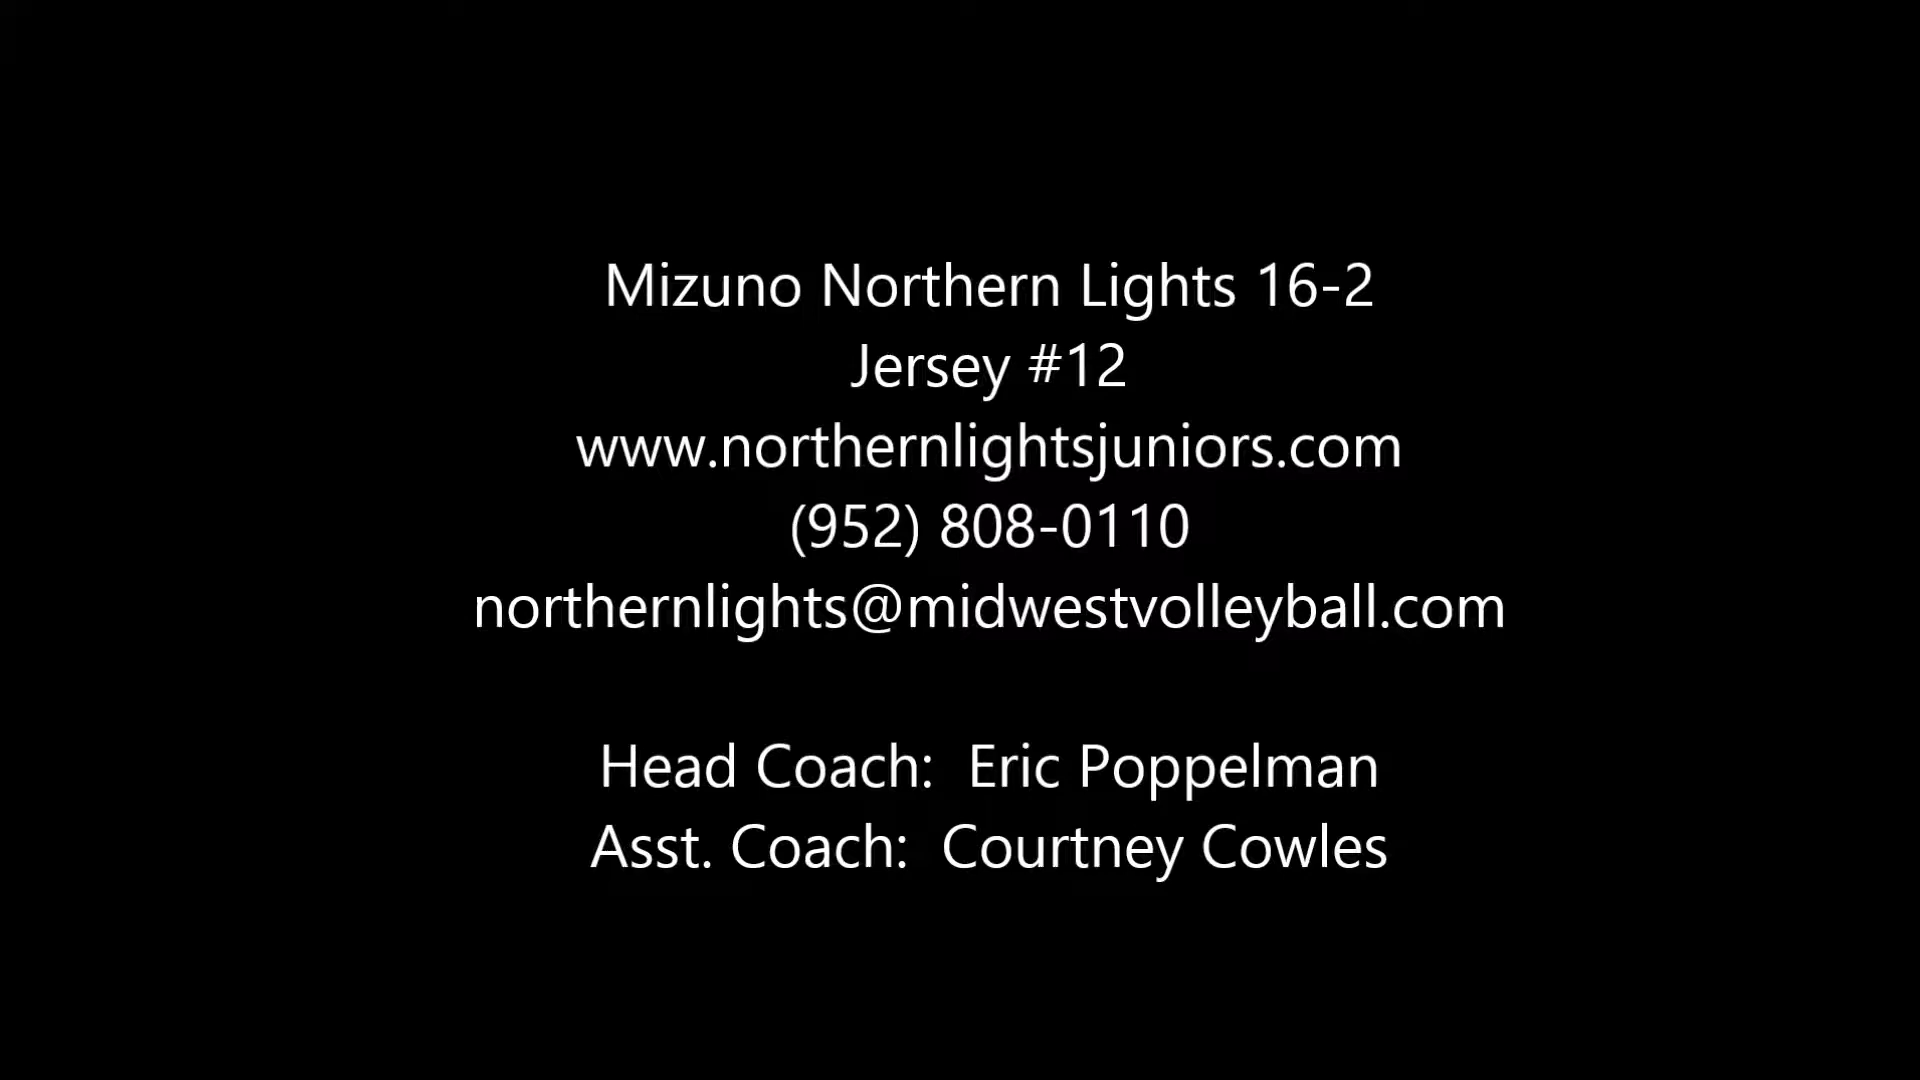 Mizuno Northern Lights 16-2
Jersey #12
www.northernlightsjuniors.com
(952) 808-0110
northernlights@midwestvolleyball.com
Head Coach:  Eric Poppelman
Asst. Coach:  Courtney Cowles